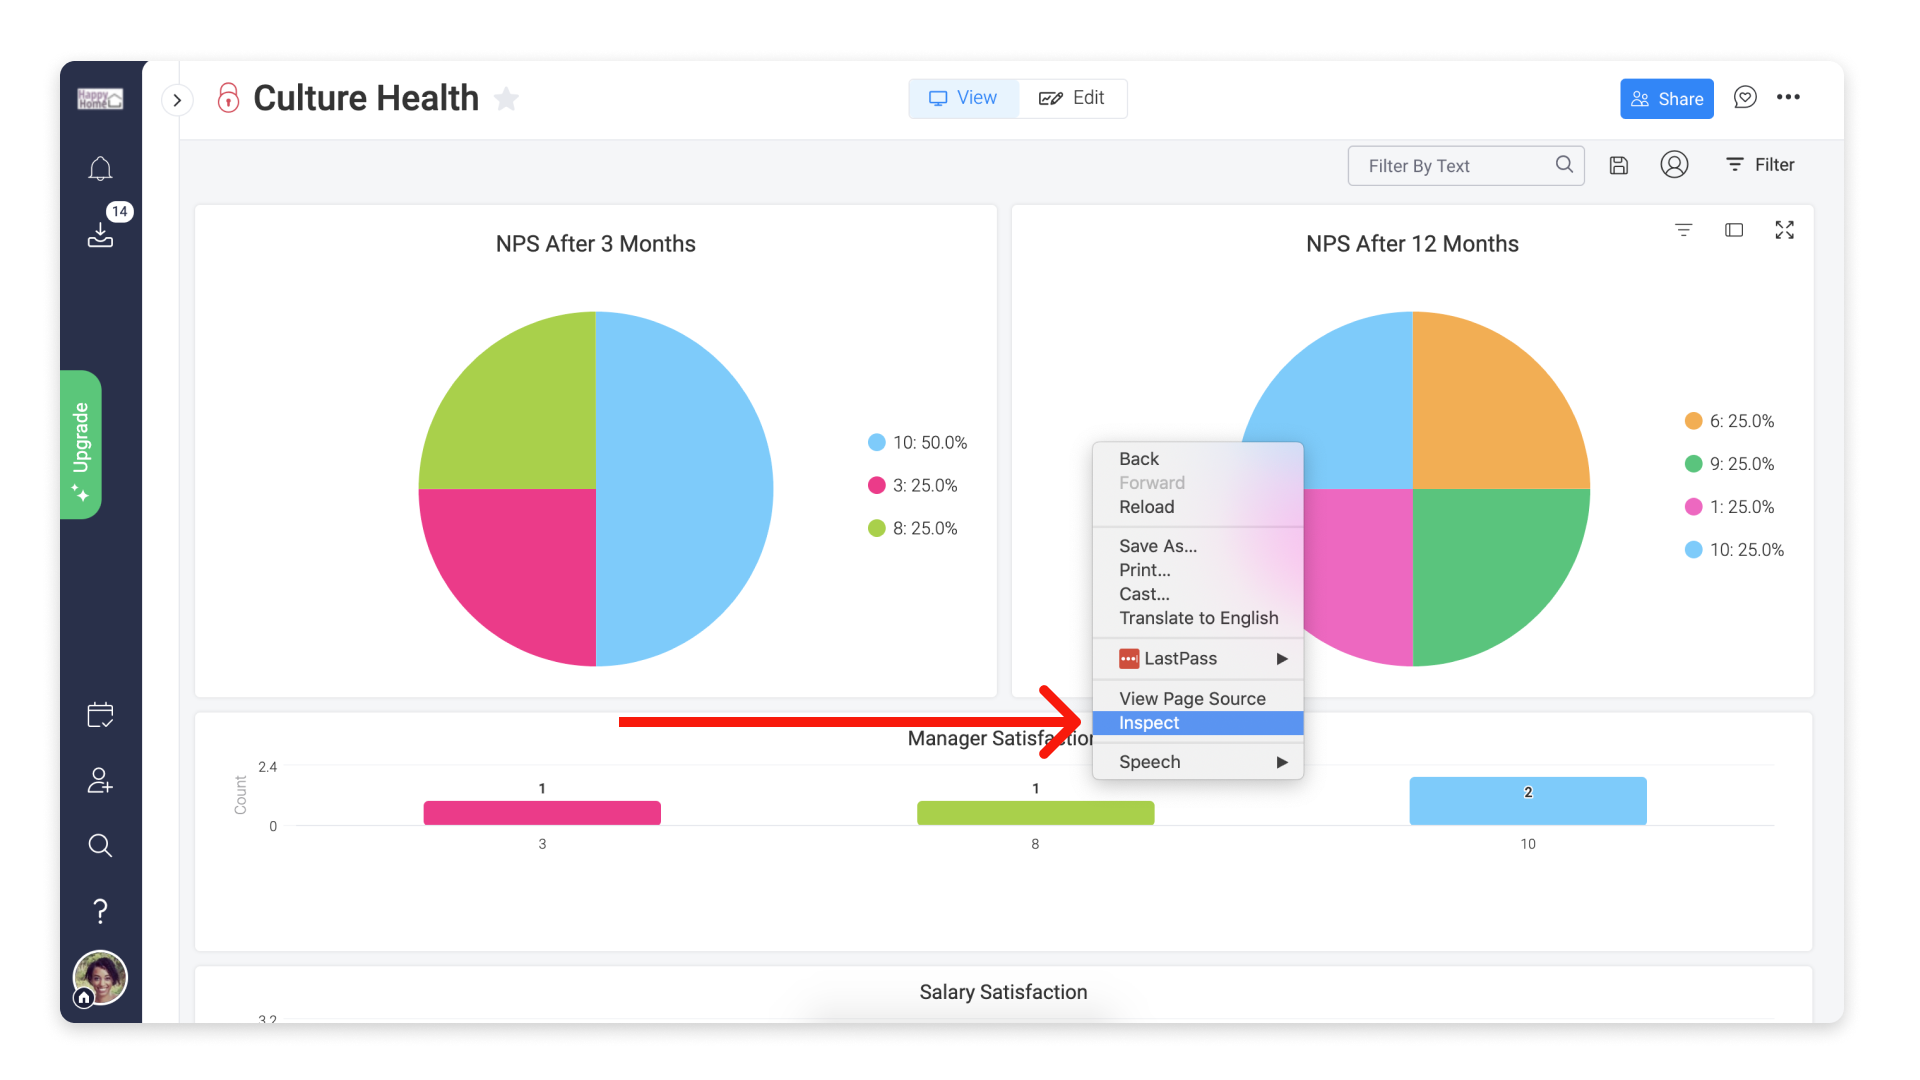 Happy
Home
Culture Health
View
Edit
Share
14
Filter By Text
Filter
Upgrade
NPS After 3 Months
10: 50.0%
3: 25.0%
8: 25.0%
NPS After 12 Months
6: 25.0%
9: 25.0%
1: 25.0%
10: 25.0%
Back
Forward
Reload
Save As...
Print...
Cast...
Translate to English
LastPass
View Page Source
Inspect
Speech
Manager Satisfaction
Count
2.4
0
1
1
2
3
8
10
Salary Satisfaction
3.2